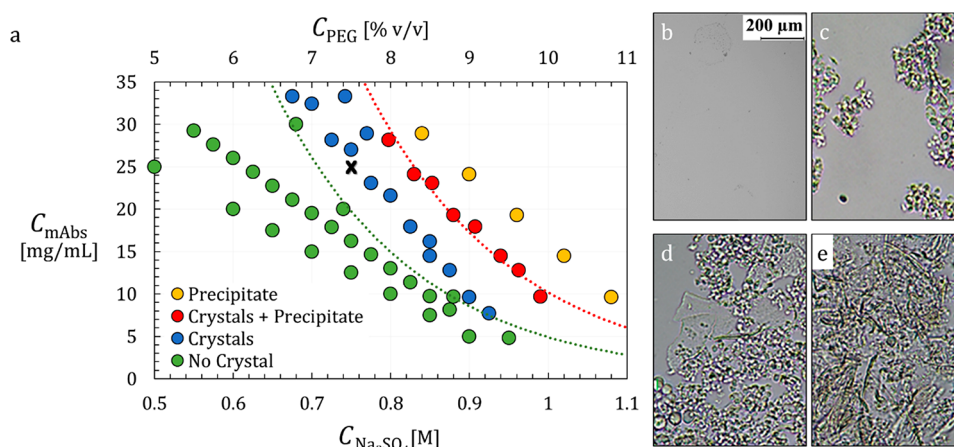 a
C_PEG [% v/v]
5 6 7 8 9 10 11
35
30
25
20
15
10
5
0
C_mAbs
[mg/mL]
Precipitate
Crystals + Precipitate
Crystals
No Crystal
0.5 0.6 0.7 0.8 0.9 1 1.1
C_Na₂SO₄ [M]
b
200 µm
c
d
e